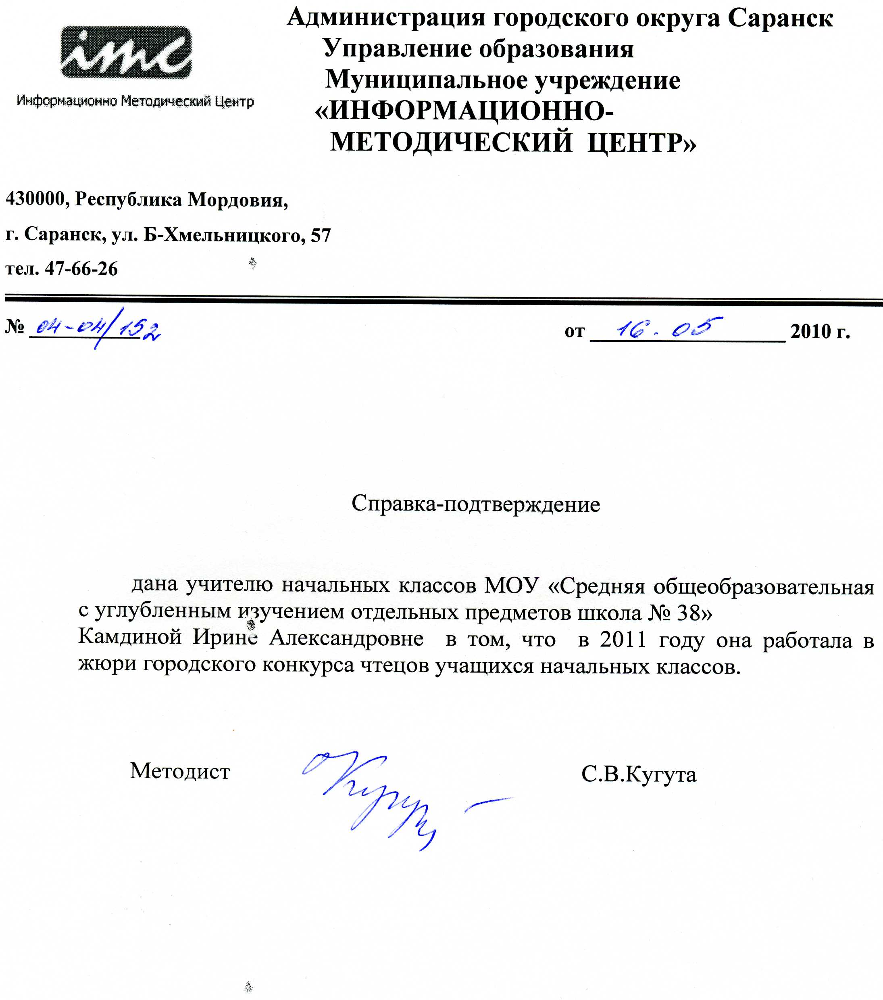 Администрация городского округа Саранск
Управление образования
Муниципальное учреждение
«ИНФОРМАЦИОННО-
МЕТОДИЧЕСКИЙ ЦЕНТР»
imc
Информационно Методический Центр
430000, Республика Мордовия,
г. Саранск, ул. Б-Хмельницкого, 57
тел. 47-66-26
№ 04-04/152 от 16.05 2010 г.
Справка-подтверждение
дана учителю начальных классов МОУ «Средняя общеобразовательная
с углубленным изучением отдельных предметов школа № 38»
Камдиной Ирине Александровне в том, что в 2011 году она работала в
жюри городского конкурса чтецов учащихся начальных классов.
Методист С.В.Кугута